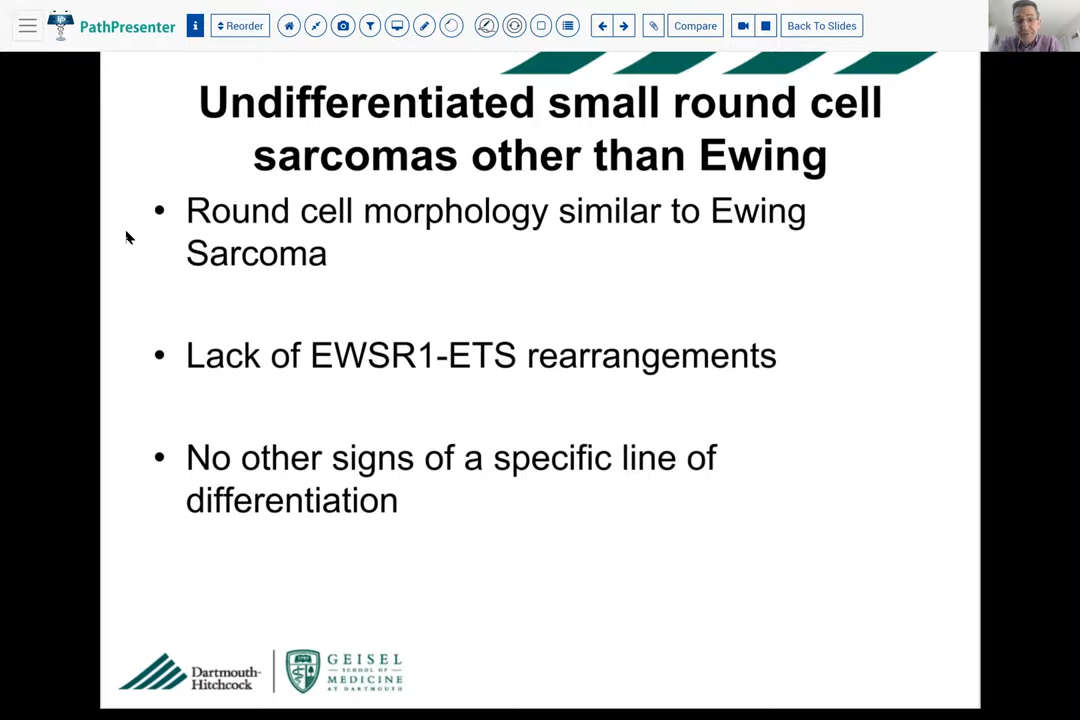 PathPresenter
Reorder
Compare
Back To Slides
Undifferentiated small round cell
sarcomas other than Ewing
• Round cell morphology similar to Ewing
Sarcoma
• Lack of EWSR1-ETS rearrangements
• No other signs of a specific line of
differentiation
Dartmouth-
Hitchcock
GEISEL
SCHOOL OF
MEDICINE
AT DARTMOUTH